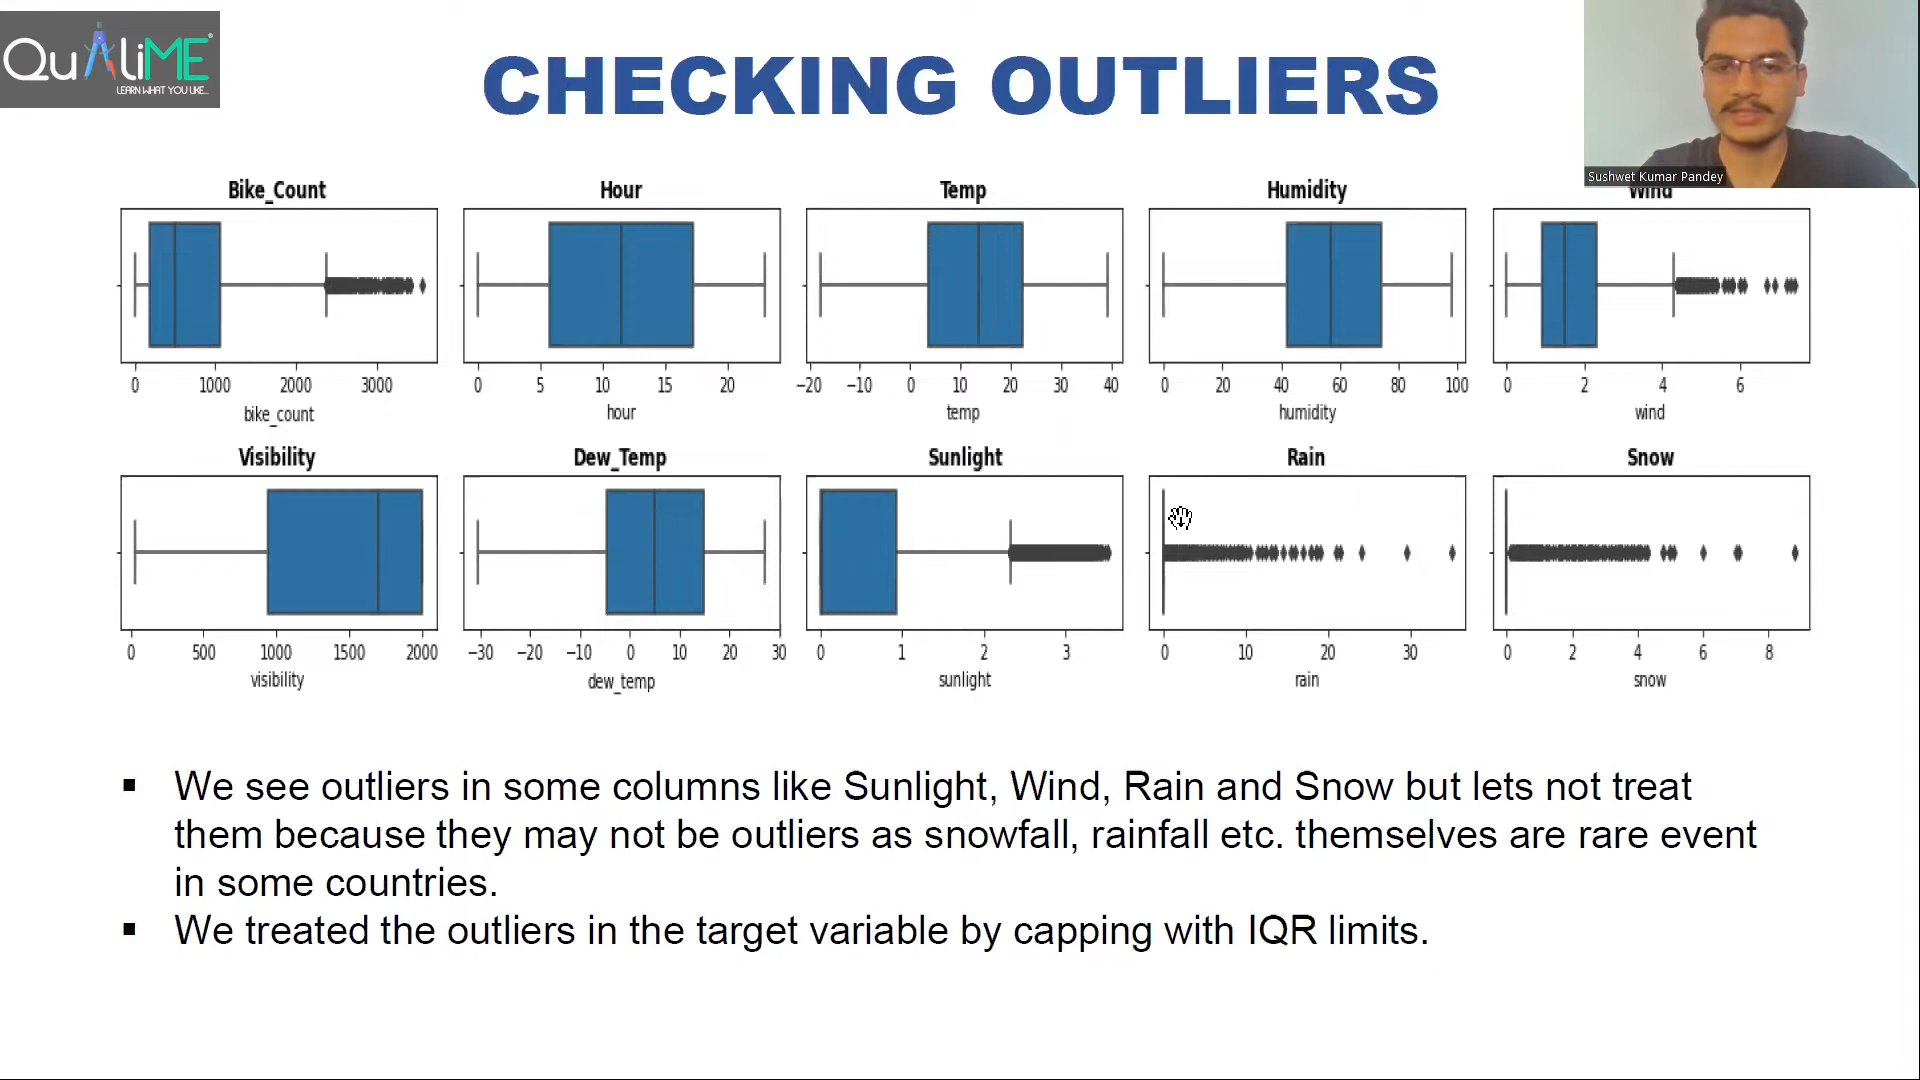 QuAliME
LEARN WHAT YOU LIKE...
CHECKING OUTLIERS
Sushwet Kumar Pandey
Bike_Count Hour Temp Humidity Wind
0 1000 2000 3000 0 5 10 15 20 −20 −10 0 10 20 30 40 0 20 40 60 80 100 0 2 4 6
bike_count hour temp humidity wind
Visibility Dew_Temp Sunlight Rain Snow
0 500 1000 1500 2000 −30 −20 −10 0 10 20 30 0 1 2 3 0 10 20 30 0 2 4 6 8
visibility dew_temp sunlight rain snow
▪ We see outliers in some columns like Sunlight, Wind, Rain and Snow but lets not treat
them because they may not be outliers as snowfall, rainfall etc. themselves are rare event
in some countries.
▪ We treated the outliers in the target variable by capping with IQR limits.